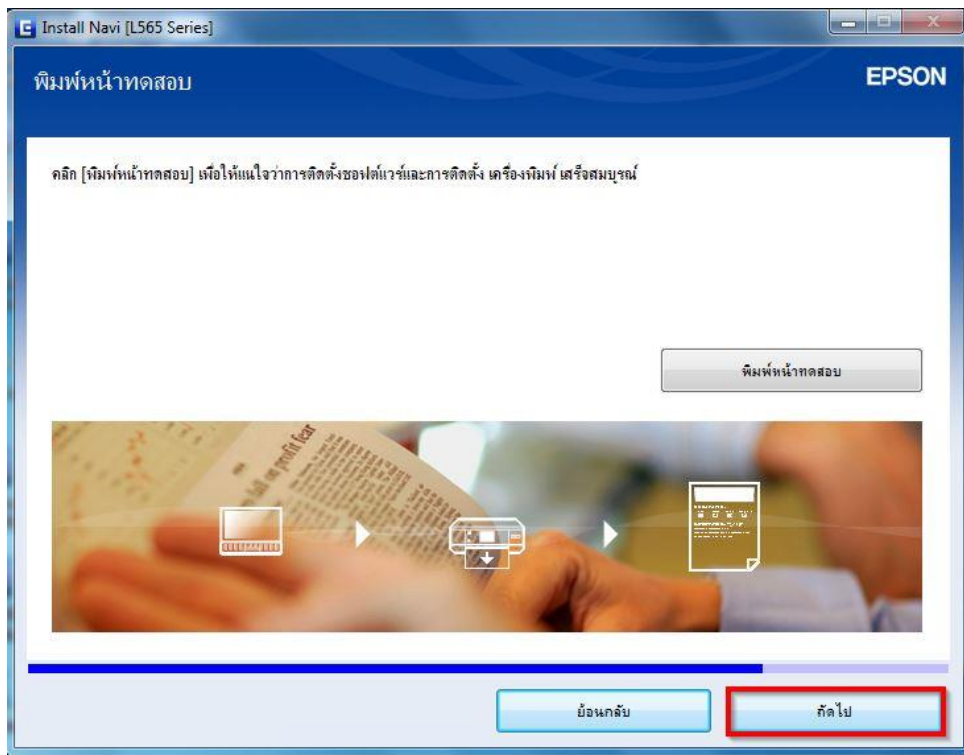 Install Navi [L565 Series]
พิมพ์หน้าทดสอบ
EPSON
คลิก [พิมพ์หน้าทดสอบ] เพื่อให้แน่ใจว่าการติดตั้งซอฟต์แวร์และการติดตั้ง เครื่องพิมพ์ เสร็จสมบูรณ์
พิมพ์หน้าทดสอบ
fall on profit fear
ย้อนกลับ
ถัดไป